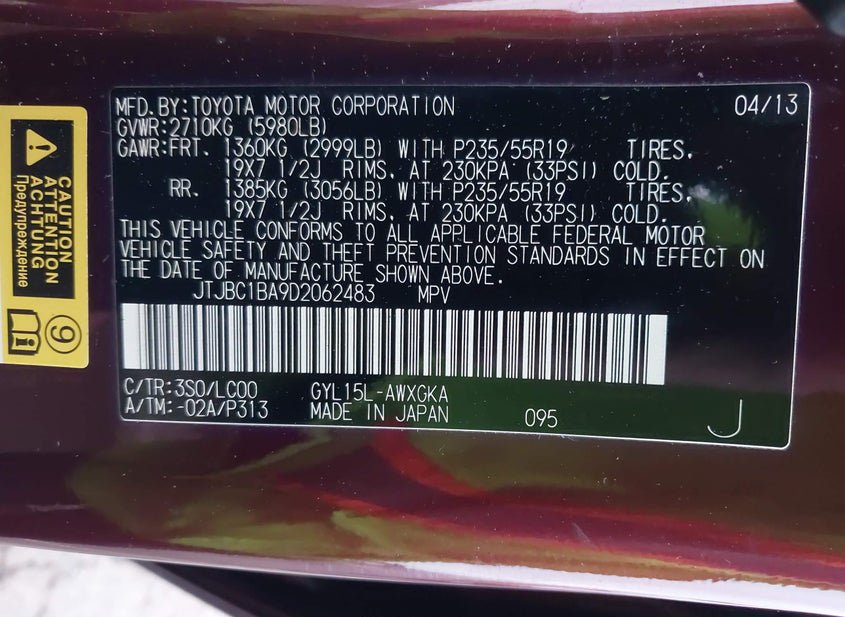 MFD.BY:TOYOTA MOTOR CORPORATION 04/13
GVWR:2710KG (5980LB)
GAWR:FRT. 1360KG (2999LB) WITH P235/55R19 TIRES,
19X7 1/2J RIMS, AT 230KPA (33PSI) COLD.
RR. 1385KG (3056LB) WITH P235/55R19 TIRES,
19X7 1/2J RIMS, AT 230KPA (33PSI) COLD.
THIS VEHICLE CONFORMS TO ALL APPLICABLE FEDERAL MOTOR
VEHICLE SAFETY AND THEFT PREVENTION STANDARDS IN EFFECT ON
THE DATE OF MANUFACTURE SHOWN ABOVE.
JTJBC1BA9D2062483 MPV
C/TR:3S0/LC00 GYL15L-AWXGKA
A/TM:-02A/P313 MADE IN JAPAN 095 J
CAUTION
ATTENTION
ACHTUNG
Предупреждение
9